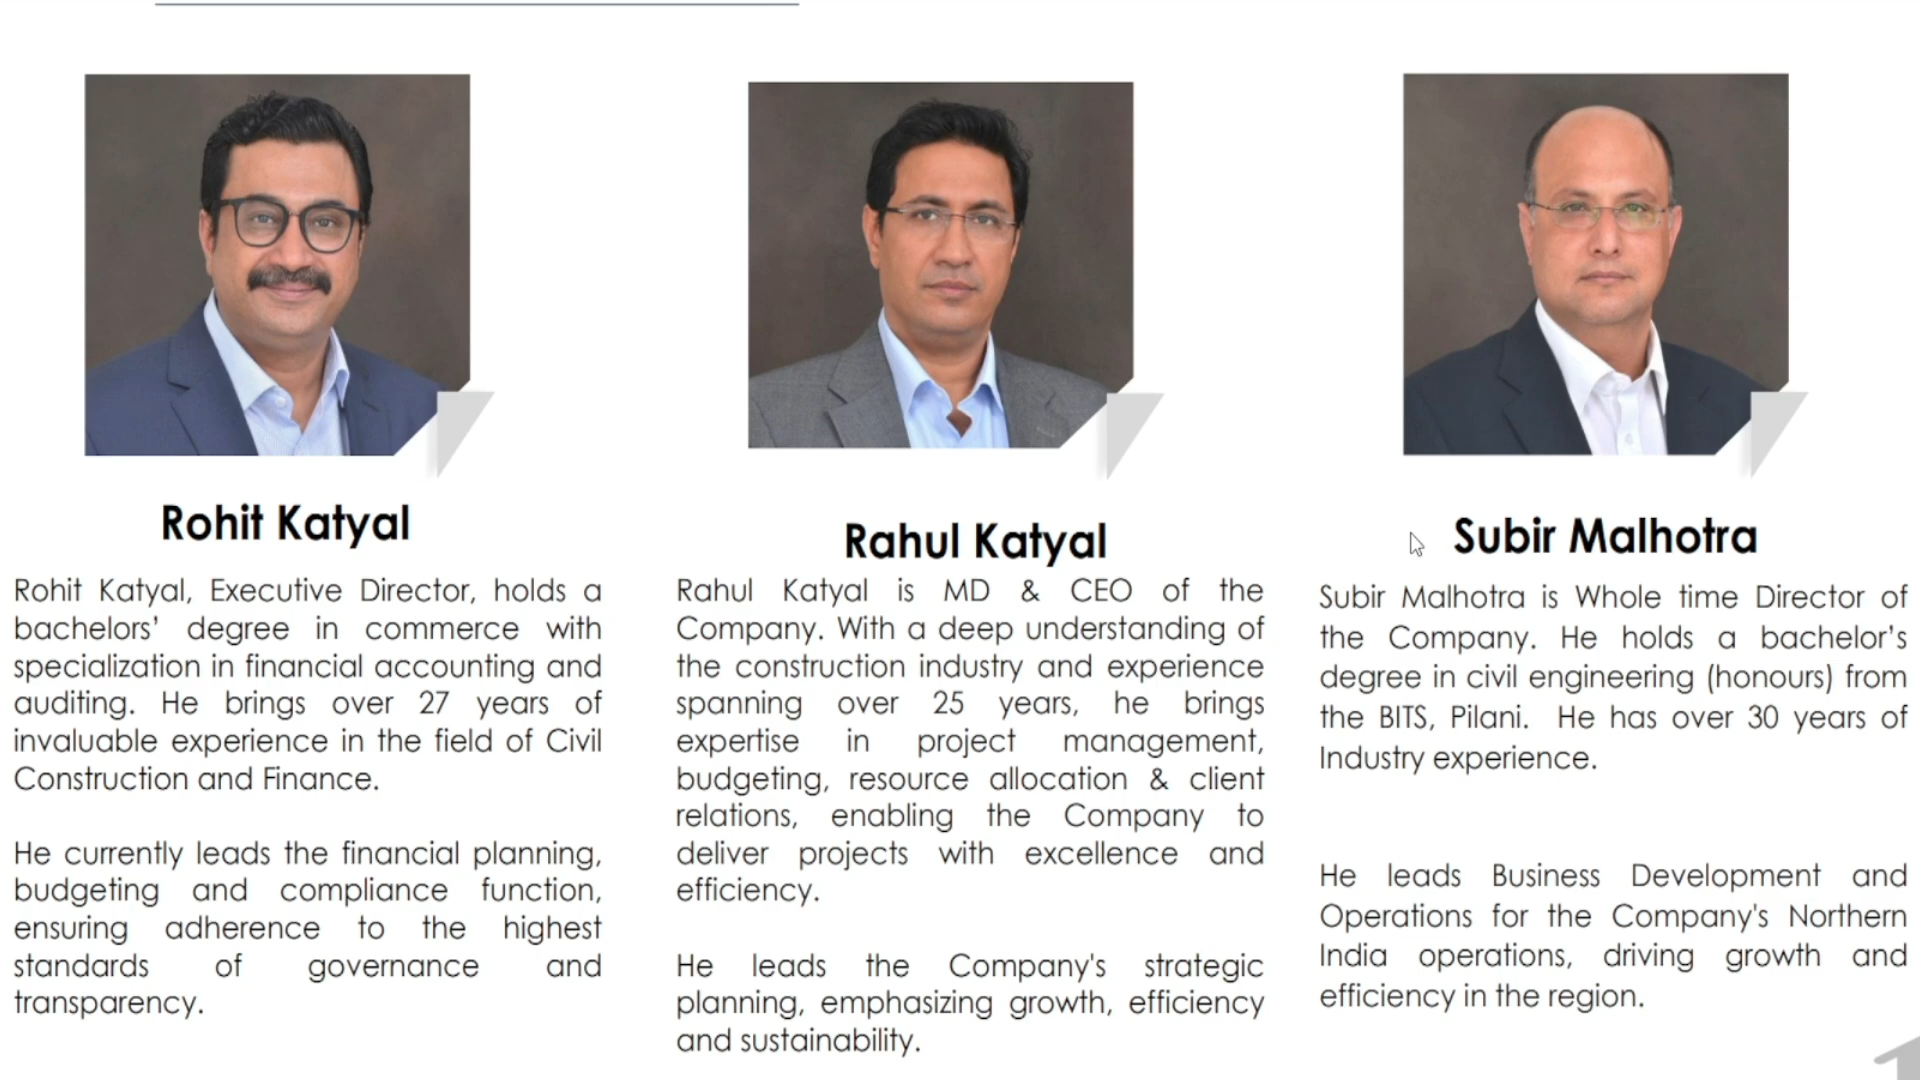 Rohit Katyal
Rohit Katyal, Executive Director, holds a
bachelors’ degree in commerce with
specialization in financial accounting and
auditing. He brings over 27 years of
invaluable experience in the field of Civil
Construction and Finance.
He currently leads the financial planning,
budgeting and compliance function,
ensuring adherence to the highest
standards of governance and
transparency.
Rahul Katyal
Rahul Katyal is MD & CEO of the
Company. With a deep understanding of
the construction industry and experience
spanning over 25 years, he brings
expertise in project management,
budgeting, resource allocation & client
relations, enabling the Company to
deliver projects with excellence and
efficiency.
He leads the Company's strategic
planning, emphasizing growth, efficiency
and sustainability.
Subir Malhotra
Subir Malhotra is Whole time Director of
the Company. He holds a bachelor’s
degree in civil engineering (honours) from
the BITS, Pilani. He has over 30 years of
Industry experience.
He leads Business Development and
Operations for the Company's Northern
India operations, driving growth and
efficiency in the region.